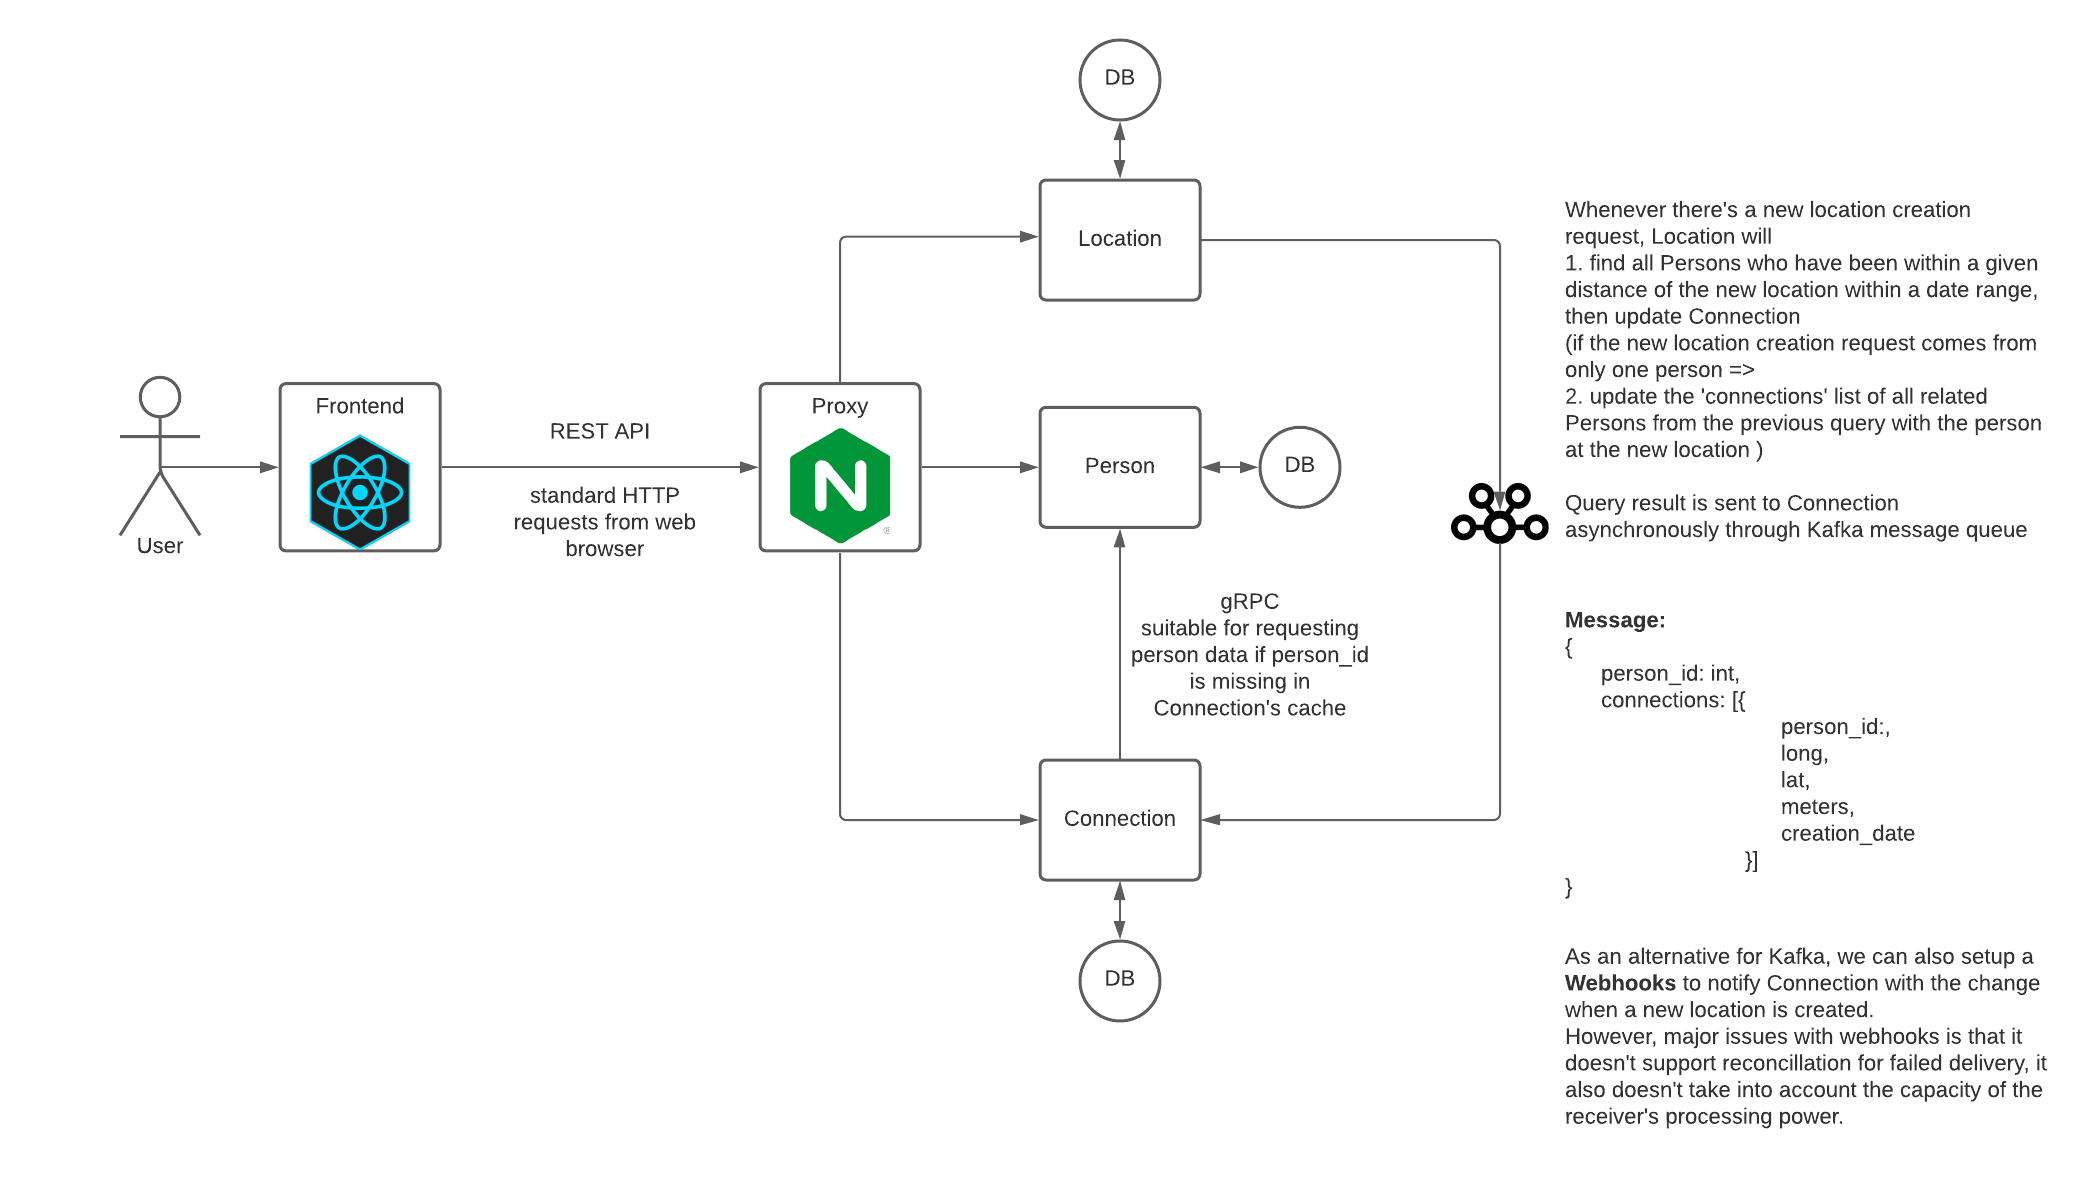 DB
Location
Frontend
REST API
standard HTTP
requests from web
browser
Proxy
N
®
Person
DB
User
gRPC
suitable for requesting
person data if person_id
is missing in
Connection's cache
Connection
DB
Whenever there's a new location creation
request, Location will
1. find all Persons who have been within a given
distance of the new location within a date range,
then update Connection
(if the new location creation request comes from
only one person =>
2. update the 'connections' list of all related
Persons from the previous query with the person
at the new location )
Query result is sent to Connection
asynchronously through Kafka message queue
Message:
{
person_id: int,
connections: [{
person_id:,
long,
lat,
meters,
creation_date
}]
}
As an alternative for Kafka, we can also setup a
Webhooks to notify Connection with the change
when a new location is created.
However, major issues with webhooks is that it
doesn't support reconcillation for failed delivery, it
also doesn't take into account the capacity of the
receiver's processing power.